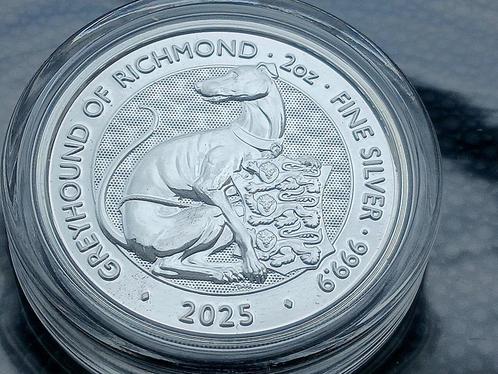 GREYHOUND OF RICHMOND · 2oz · FINE SILVER · 999.9
· 2025 ·